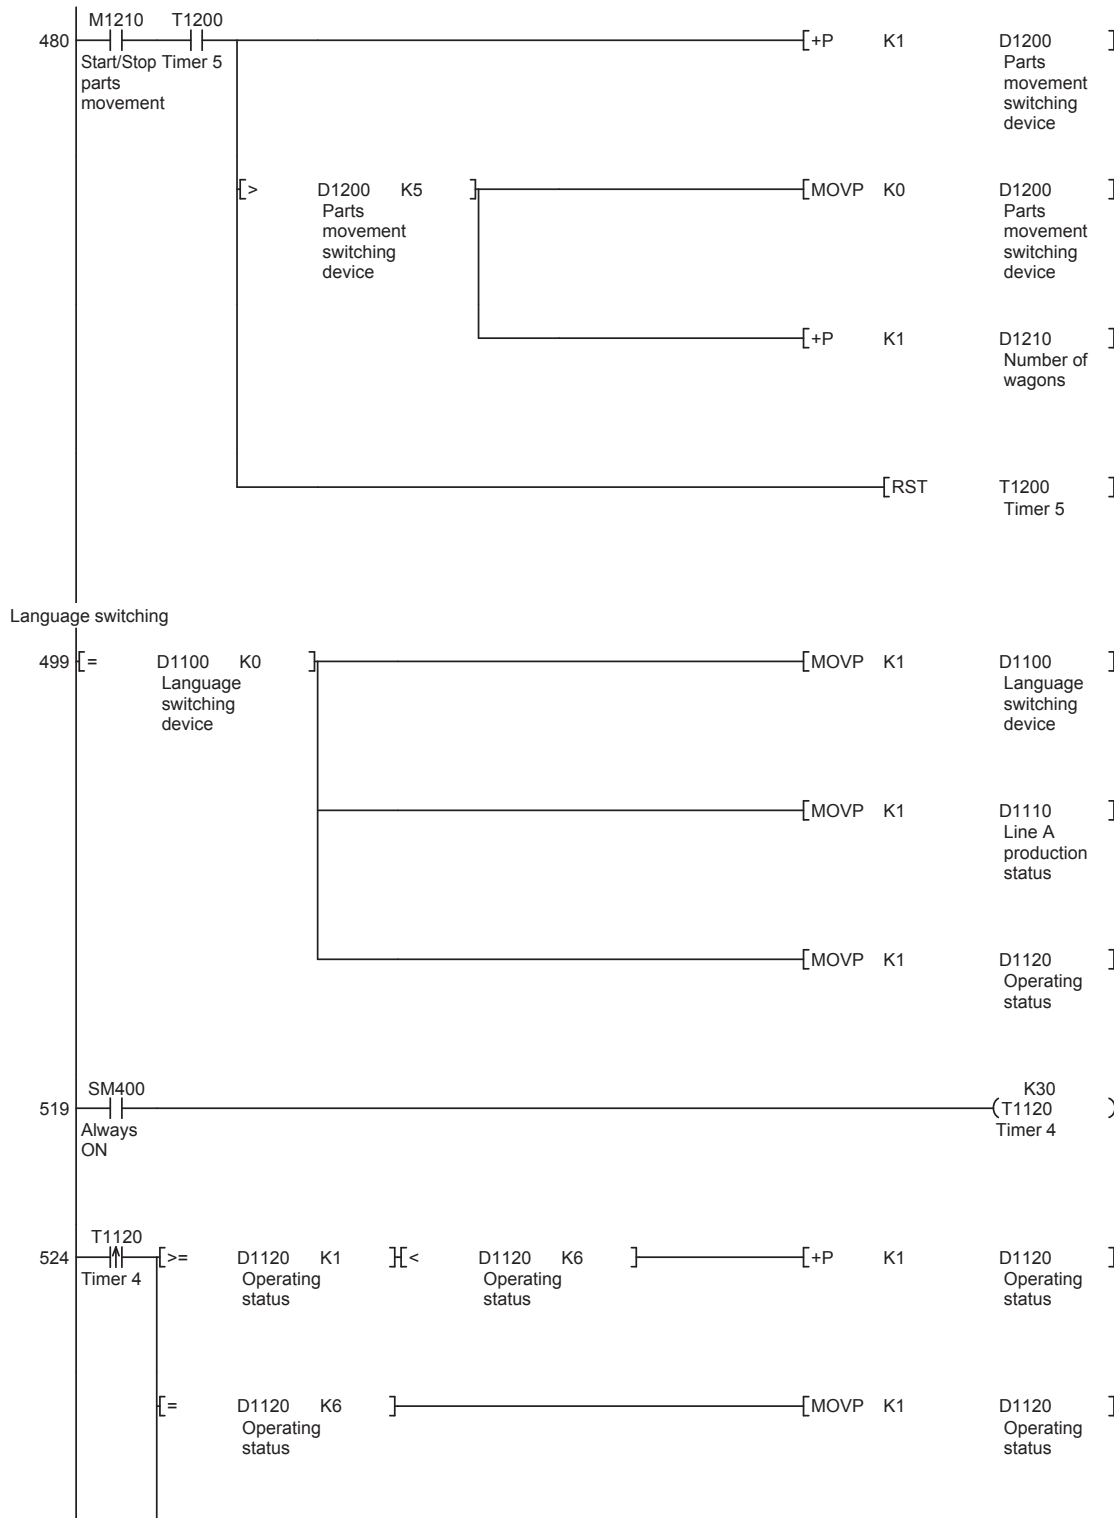 M1210 T1200
480 [+P K1 D1200 ]
Start/Stop Timer 5 Parts
parts movement
movement switching
device
[> D1200 K5 ] [MOVP K0 D1200 ]
Parts Parts
movement movement
switching switching
device device
[+P K1 D1210 ]
Number of
wagons
[RST T1200 ]
Timer 5
Language switching
499 [= D1100 K0 ] [MOVP K1 D1100 ]
Language Language
switching switching
device device
[MOVP K1 D1110 ]
Line A
production
status
[MOVP K1 D1120 ]
Operating
status
SM400 K30
519 (T1120 )
Always Timer 4
ON
T1120
524 [>= D1120 K1 ] [< D1120 K6 ] [+P K1 D1120 ]
Timer 4 Operating Operating Operating
status status status
[= D1120 K6 ] [MOVP K1 D1120 ]
Operating Operating
status status